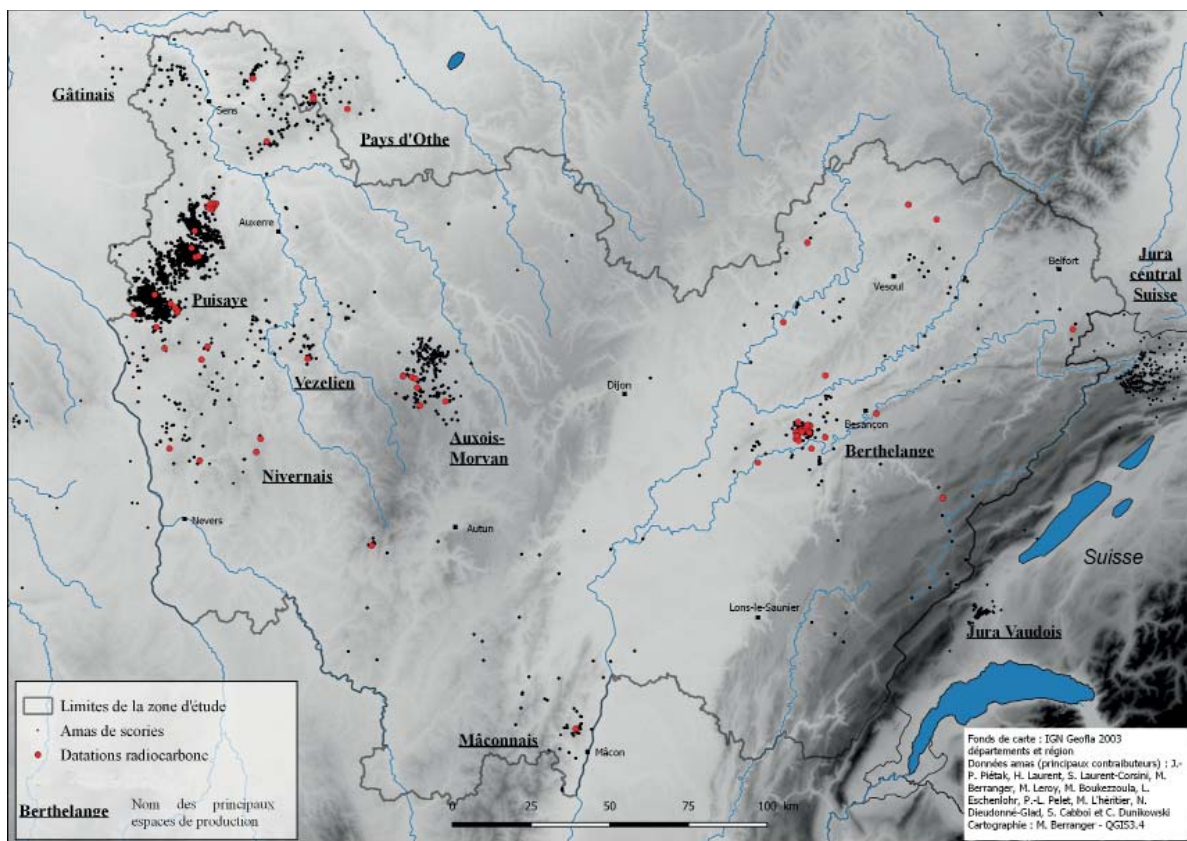 Gâtinais
Sens
Pays d'Othe
Auxerre
Puisaye
Vezelien
Auxois-
Morvan
Nivernais
Nevers
Autun
Dijon
Vesoul
Belfort
Jura
central
Suisse
Besançon
Berthelange
Suisse
Lons-le-Saunier
Jura Vaudois
Mâconnais
Mâcon
0 25 50 75 100 km
Limites de la zone d'étude
Amas de scories
Datations radiocarbone
Berthelange Nom des principaux
espaces de production
Fonds de carte : IGN Geofla 2003
départements et région
Données amas (principaux contraibuteurs) : J.-
P. Piétak, H. Laurent, S. Laurent-Corsini, M.
Berranger, M. Leroy, M. Boukezzoula, L.
Eschenlohr, P.-L. Pelet, M. L'héritier, N.
Dieudonné-Glad, S. Cabboi et C. Dunikowski
Cartographie : M. Berranger - QGIS3.4